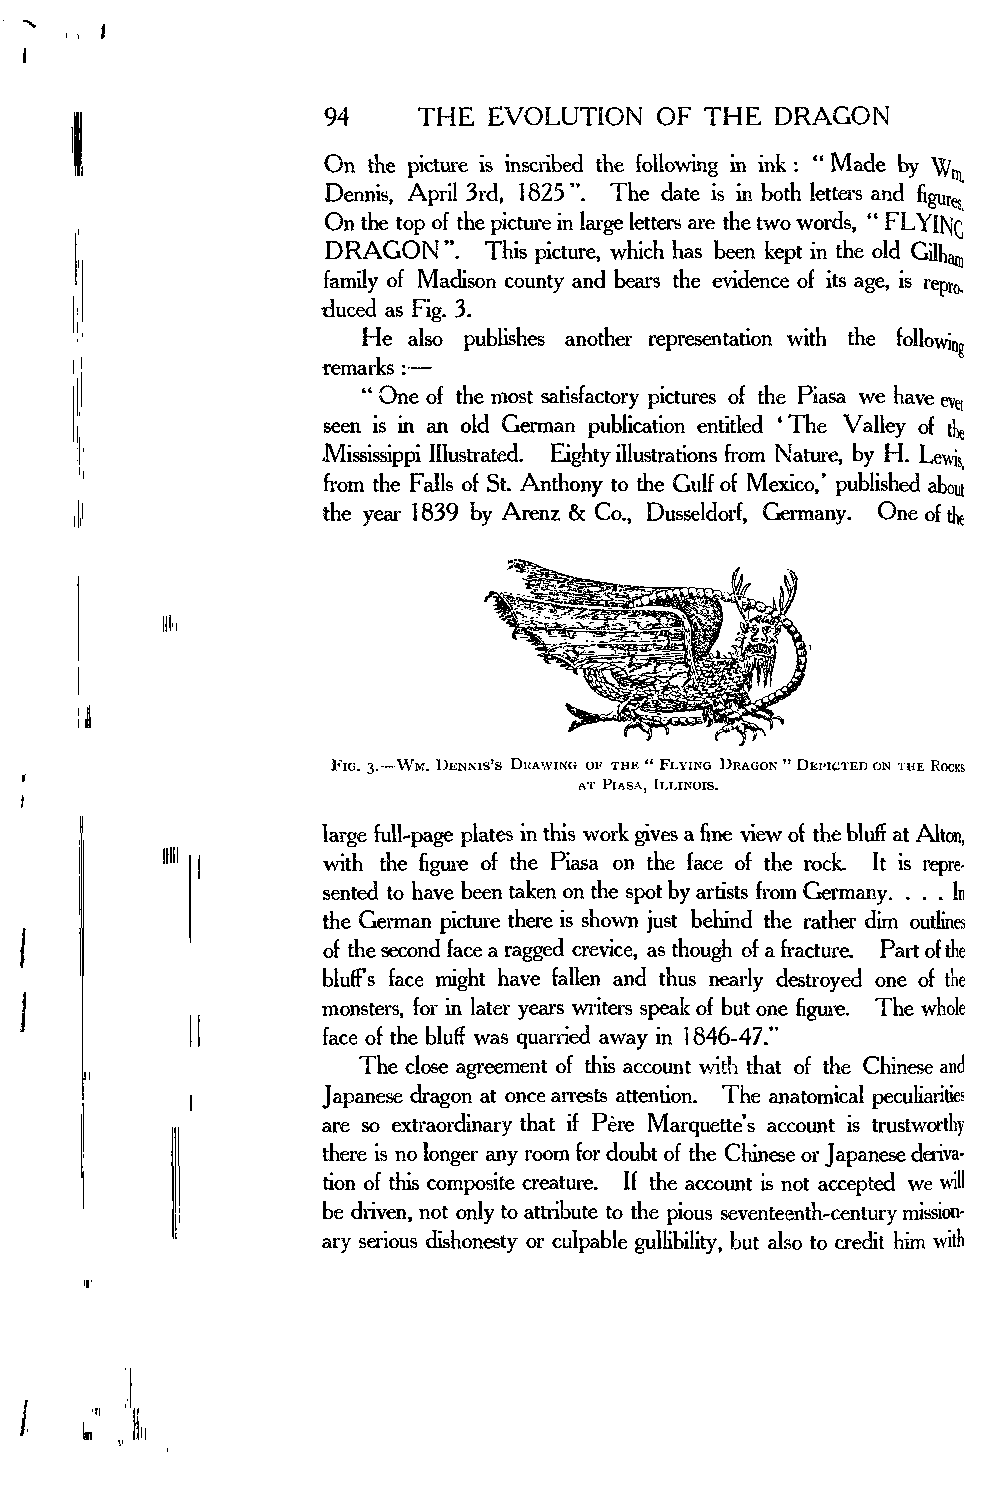 94 THE EVOLUTION OF THE DRAGON
On the picture is inscribed the following in ink : “ Made by Wm.
Dennis, April 3rd, 1825 ”. The date is in both letters and figures.
On the top of the picture in large letters are the two words, “ FLYING
DRAGON ”. This picture, which has been kept in the old Gilham
family of Madison county and bears the evidence of its age, is repro-
duced as Fig. 3.
He also publishes another representation with the following
remarks :—
“ One of the most satisfactory pictures of the Piasa we have ever
seen is in an old German publication entitled ‘ The Valley of the
Mississippi Illustrated. Eighty illustrations from Nature, by H. Lewis,
from the Falls of St. Anthony to the Gulf of Mexico,’ published about
the year 1839 by Arenz & Co., Dusseldorf, Germany. One of the
Fig. 3.—Wm. Dennis’s Drawing of the “ Flying Dragon ” Depicted on the Rocks
at Piasa, Illinois.
large full-page plates in this work gives a fine view of the bluff at Alton,
with the figure of the Piasa on the face of the rock. It is repre-
sented to have been taken on the spot by artists from Germany. . . . In
the German picture there is shown just behind the rather dim outlines
of the second face a ragged crevice, as though of a fracture. Part of the
bluff’s face might have fallen and thus nearly destroyed one of the
monsters, for in later years writers speak of but one figure. The whole
face of the bluff was quarried away in 1846-47.”
The close agreement of this account with that of the Chinese and
Japanese dragon at once arrests attention. The anatomical peculiarities
are so extraordinary that if Père Marquette’s account is trustworthy
there is no longer any room for doubt of the Chinese or Japanese deriva-
tion of this composite creature. If the account is not accepted we will
be driven, not only to attribute to the pious seventeenth-century mission-
ary serious dishonesty or culpable gullibility, but also to credit him with